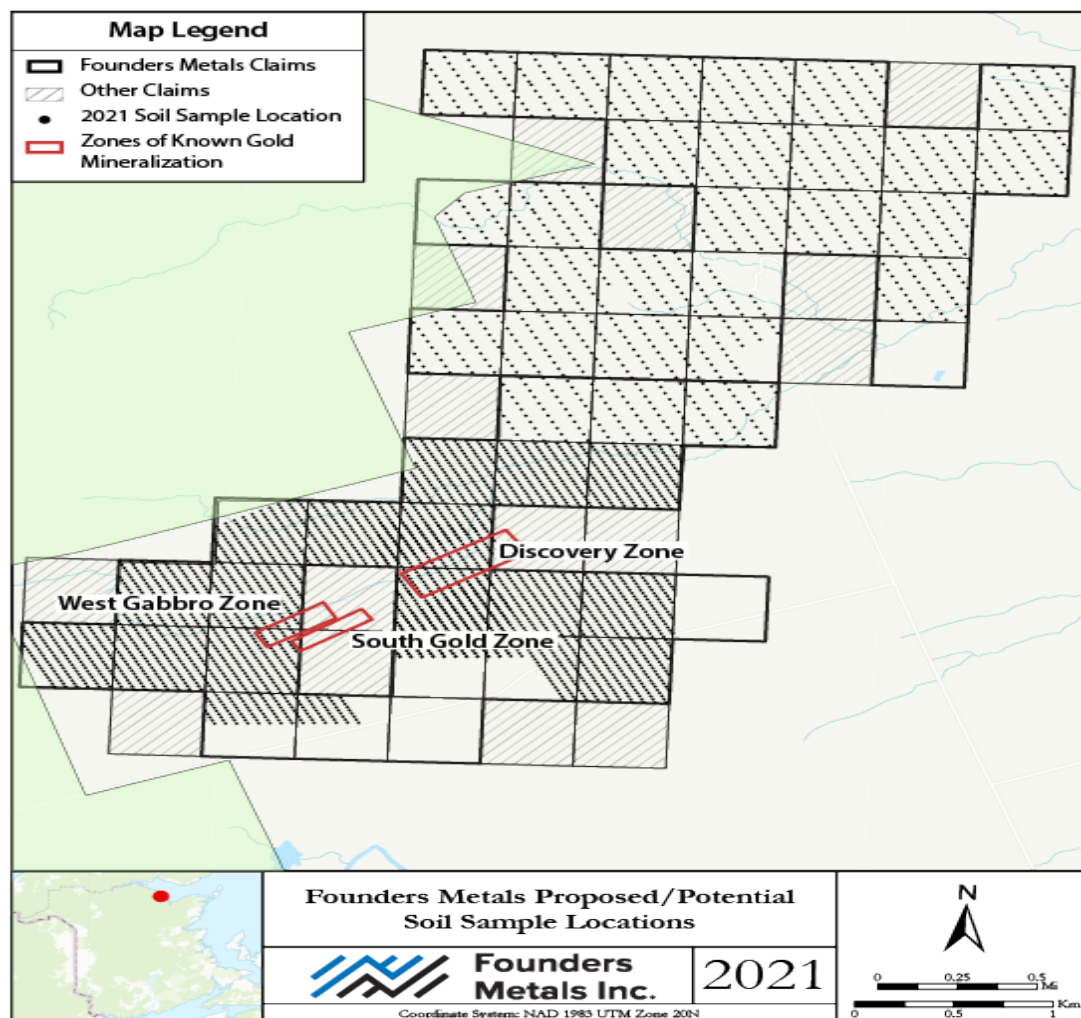 Map Legend
Founders Metals Claims
Other Claims
2021 Soil Sample Location
Zones of Known Gold
Mineralization
Discovery Zone
West Gabbro Zone
South Gold Zone
Founders Metals Proposed/Potential
Soil Sample Locations
Founders
Metals Inc.
2021
Coordinate System: NAD 1983 UTM Zone 20N
N
0 0.25 0.5
Mi
Km
0 0.5 1